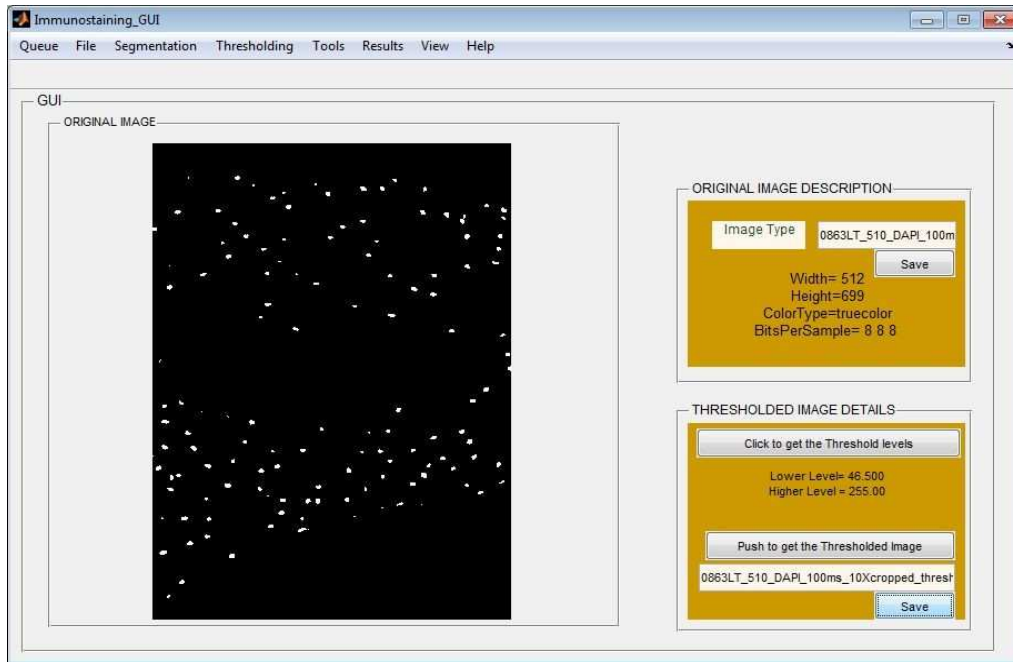 Immunostaining_GUI
Queue File Segmentation Thresholding Tools Results View Help
GUI
ORIGINAL IMAGE
ORIGINAL IMAGE DESCRIPTION
Image Type 0863LT_510_DAPI_100m
Save
Width= 512
Height=699
ColorType=truecolor
BitsPerSample= 8 8 8
THRESHOLDED IMAGE DETAILS
Click to get the Threshold levels
Lower Level= 46.500
Higher Level = 255.00
Push to get the Thresholded Image
0863LT_510_DAPI_100ms_10Xcropped_thresh
Save